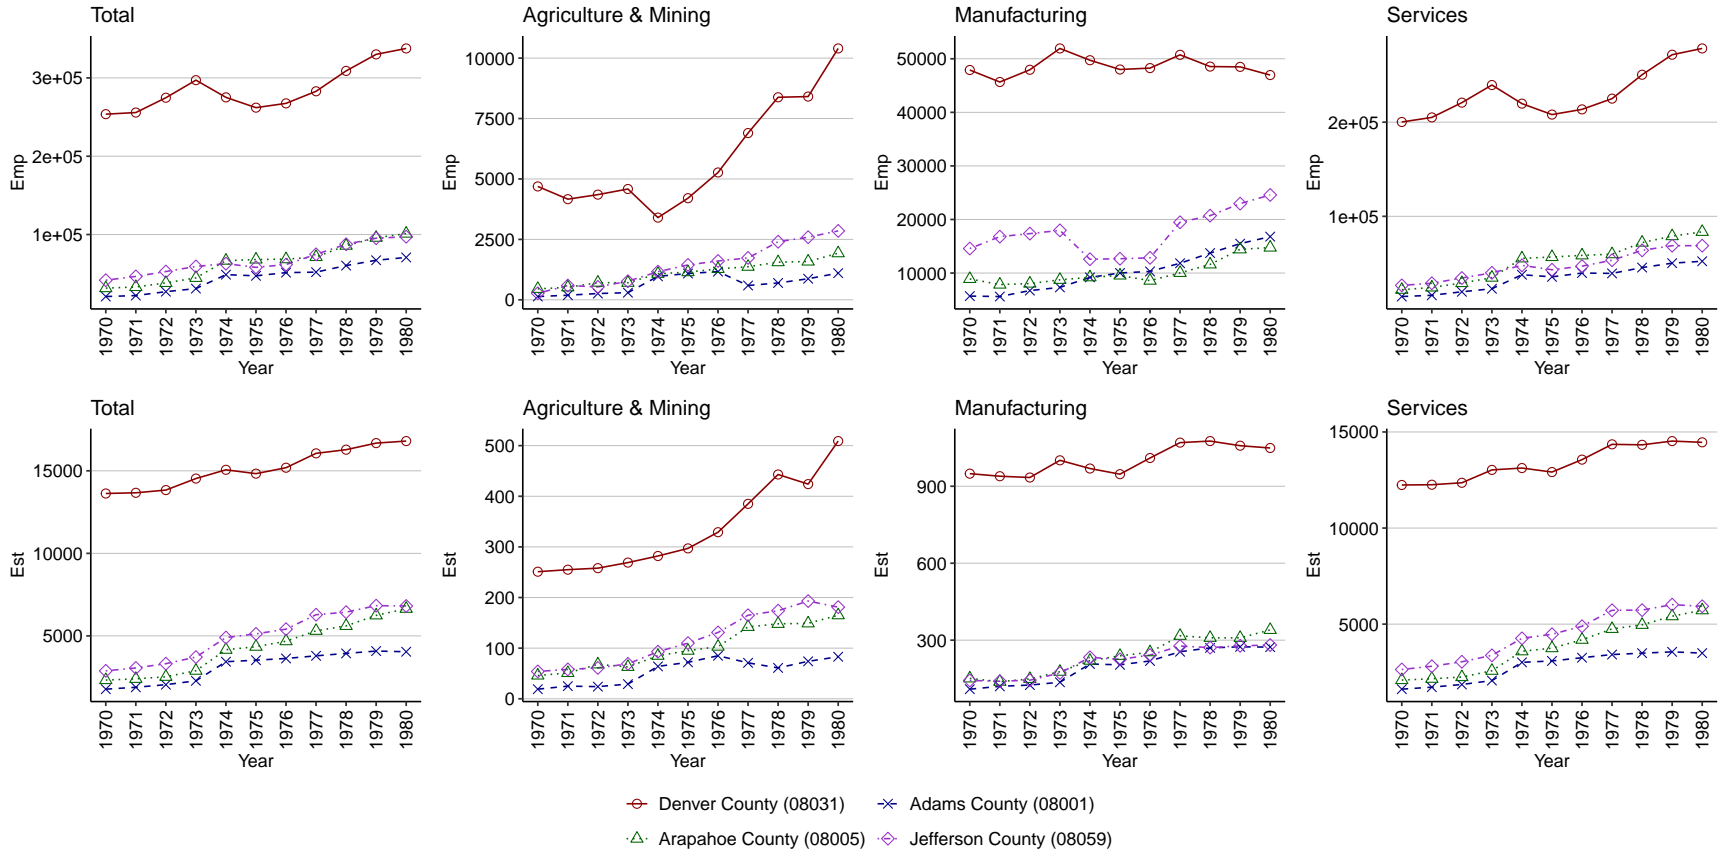 Total
Agriculture & Mining
Manufacturing
Services
Emp
3e+05
2e+05
1e+05
1970 1971 1972 1973 1974 1975 1976 1977 1978 1979 1980
Year
Emp
10000
7500
5000
2500
0
1970 1971 1972 1973 1974 1975 1976 1977 1978 1979 1980
Year
Emp
50000
40000
30000
20000
10000
1970 1971 1972 1973 1974 1975 1976 1977 1978 1979 1980
Year
Emp
2e+05
1e+05
1970 1971 1972 1973 1974 1975 1976 1977 1978 1979 1980
Year
Total
Agriculture & Mining
Manufacturing
Services
Est
15000
10000
5000
1970 1971 1972 1973 1974 1975 1976 1977 1978 1979 1980
Year
Est
500
400
300
200
100
0
1970 1971 1972 1973 1974 1975 1976 1977 1978 1979 1980
Year
Est
900
600
300
1970 1971 1972 1973 1974 1975 1976 1977 1978 1979 1980
Year
Est
15000
10000
5000
1970 1971 1972 1973 1974 1975 1976 1977 1978 1979 1980
Year
Denver County (08031)
Adams County (08001)
Arapahoe County (08005)
Jefferson County (08059)